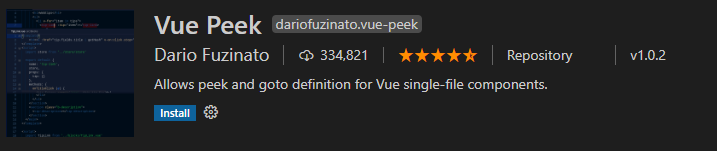 Vue Peek dariofuzinato.vue-peek
Dario Fuzinato 334,821 Repository v1.0.2
Allows peek and goto definition for Vue single-file components.
Install